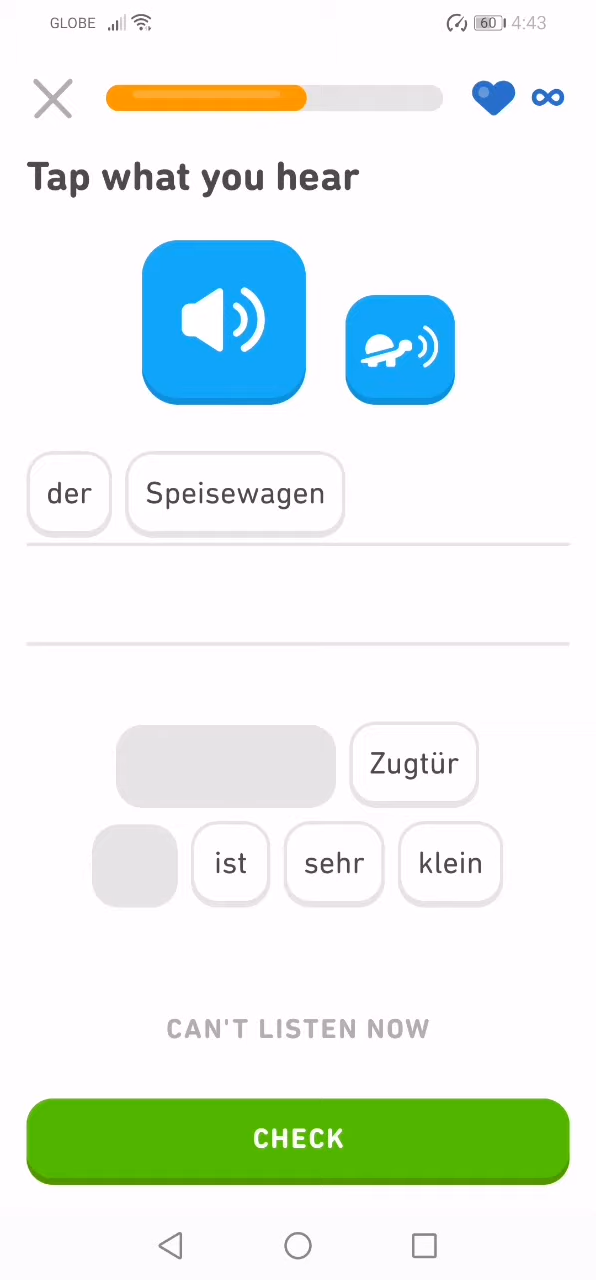 GLOBE 60 4:43
Tap what you hear
der Speisewagen
Zugtür
ist sehr klein
CAN'T LISTEN NOW
CHECK